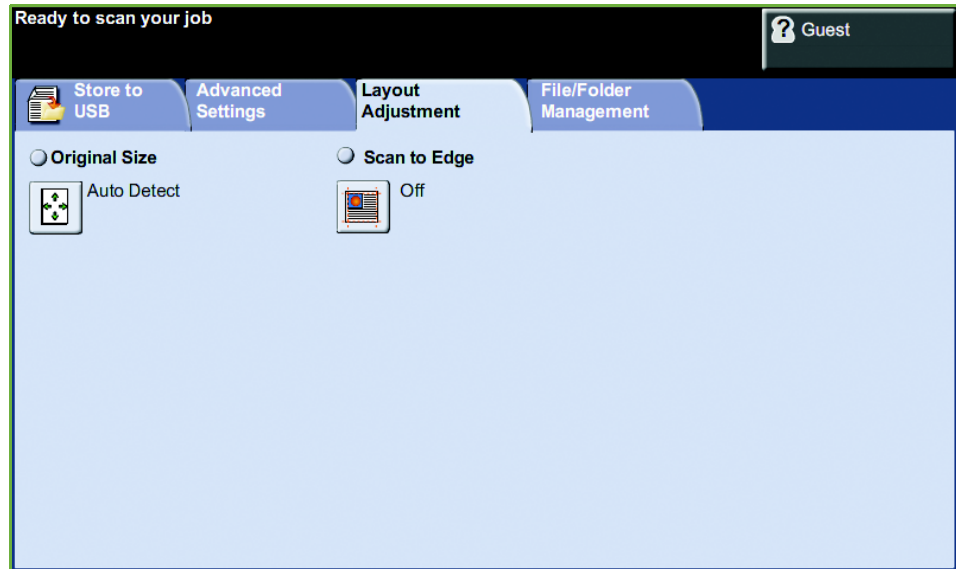 Ready to scan your job
Guest
Store to
USB
Advanced
Settings
Layout
Adjustment
File/Folder
Management
Original Size
Auto Detect
Scan to Edge
Off